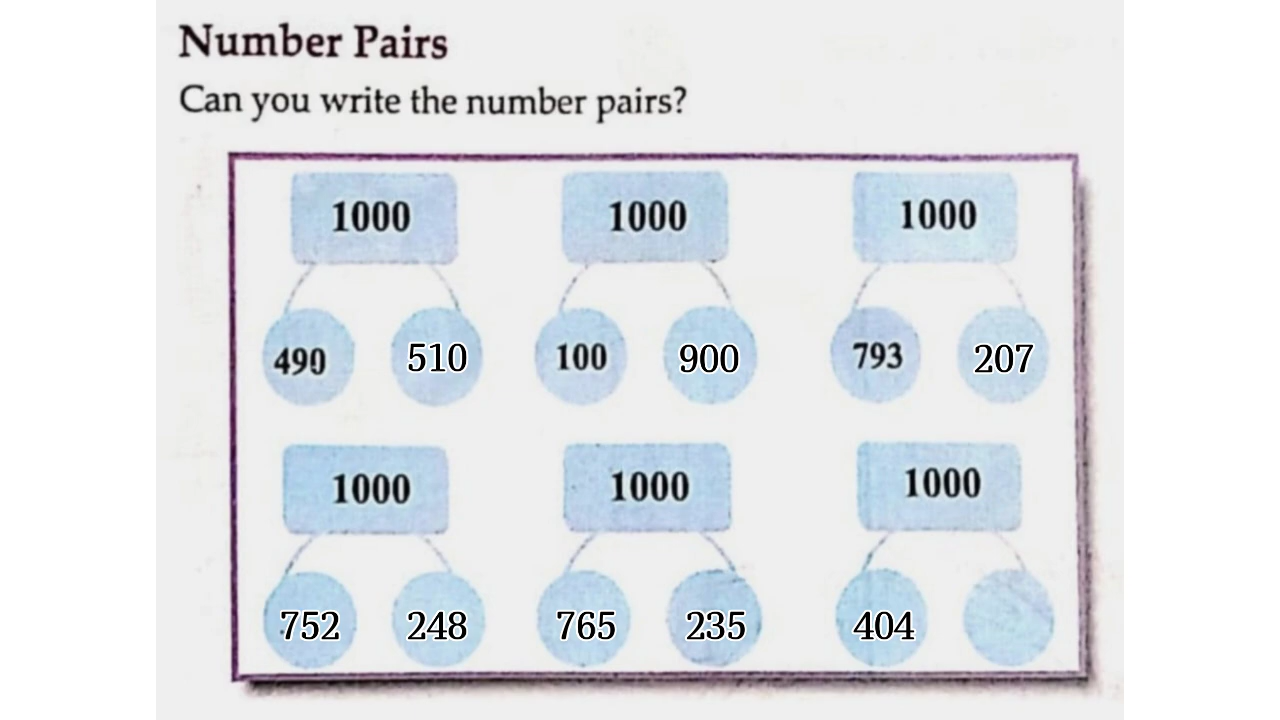 Number Pairs
Can you write the number pairs?
1000 1000 1000
490 510 100 900 793 207
1000 1000 1000
752 248 765 235 404